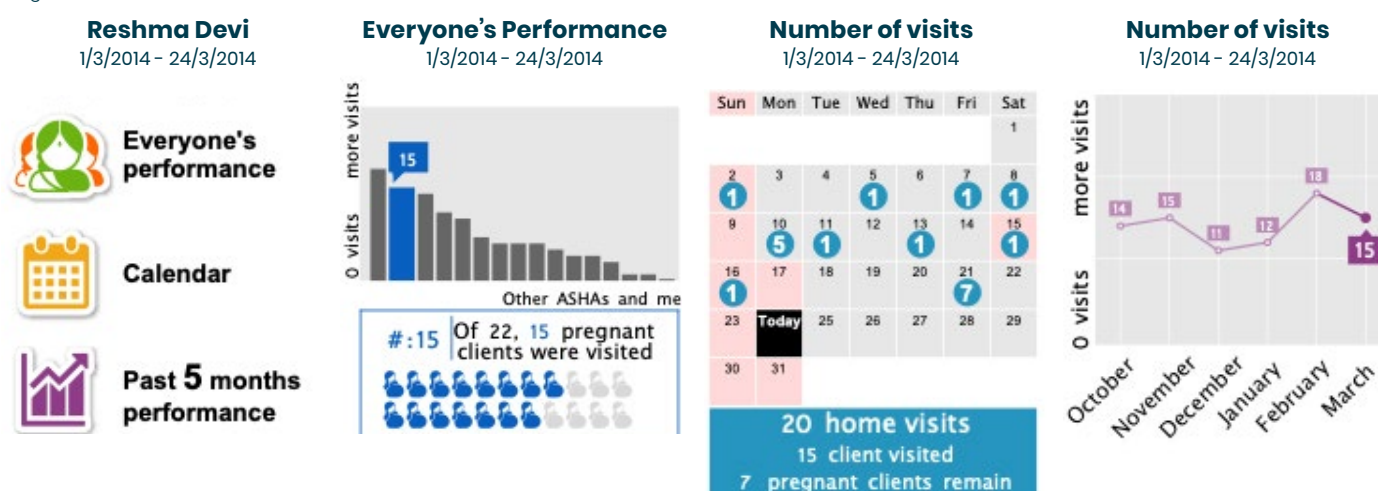 Reshma Devi
1/3/2014 - 24/3/2014
Everyone's
performance
Calendar
Past 5 months
performance
Everyone’s Performance
1/3/2014 - 24/3/2014
more visits
0 visits
15
Other ASHAs and me
#:15
Of 22, 15 pregnant
clients were visited
Number of visits
1/3/2014 - 24/3/2014
Sun Mon Tue Wed Thu Fri Sat
1
2 3 4 5 6 7 8
1 1 1 1
9 10 11 12 13 14 15
5 1 1 1
16 17 18 19 20 21 22
1 7
23 Today 25 26 27 28 29
30 31
20 home visits
15 client visited
7 pregnant clients remain
Number of visits
1/3/2014 - 24/3/2014
more visits
0 visits
14 15 11 12 18 15
October November December January February March